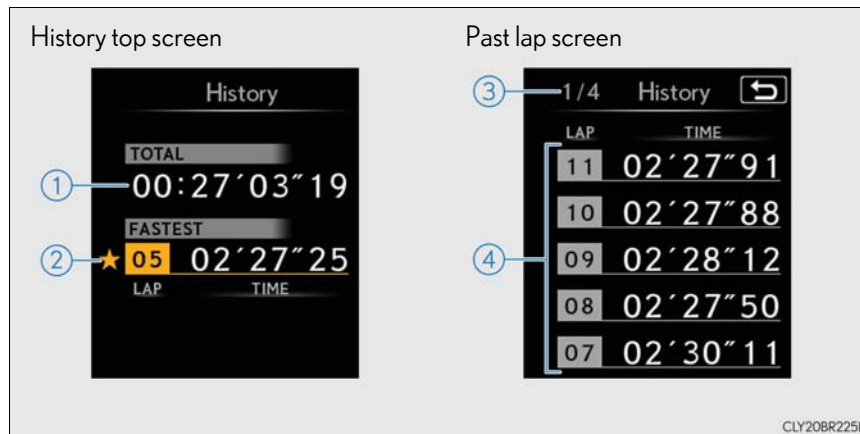 History top screen
Past lap screen
History
TOTAL
1
00:27´03″19
FASTEST
2
★ 05 02´27″25
LAP TIME
3
1/4 History
LAP TIME
11 02´27″91
10 02´27″88
4
09 02´28″12
08 02´27″50
07 02´30″11
CLY20BR225